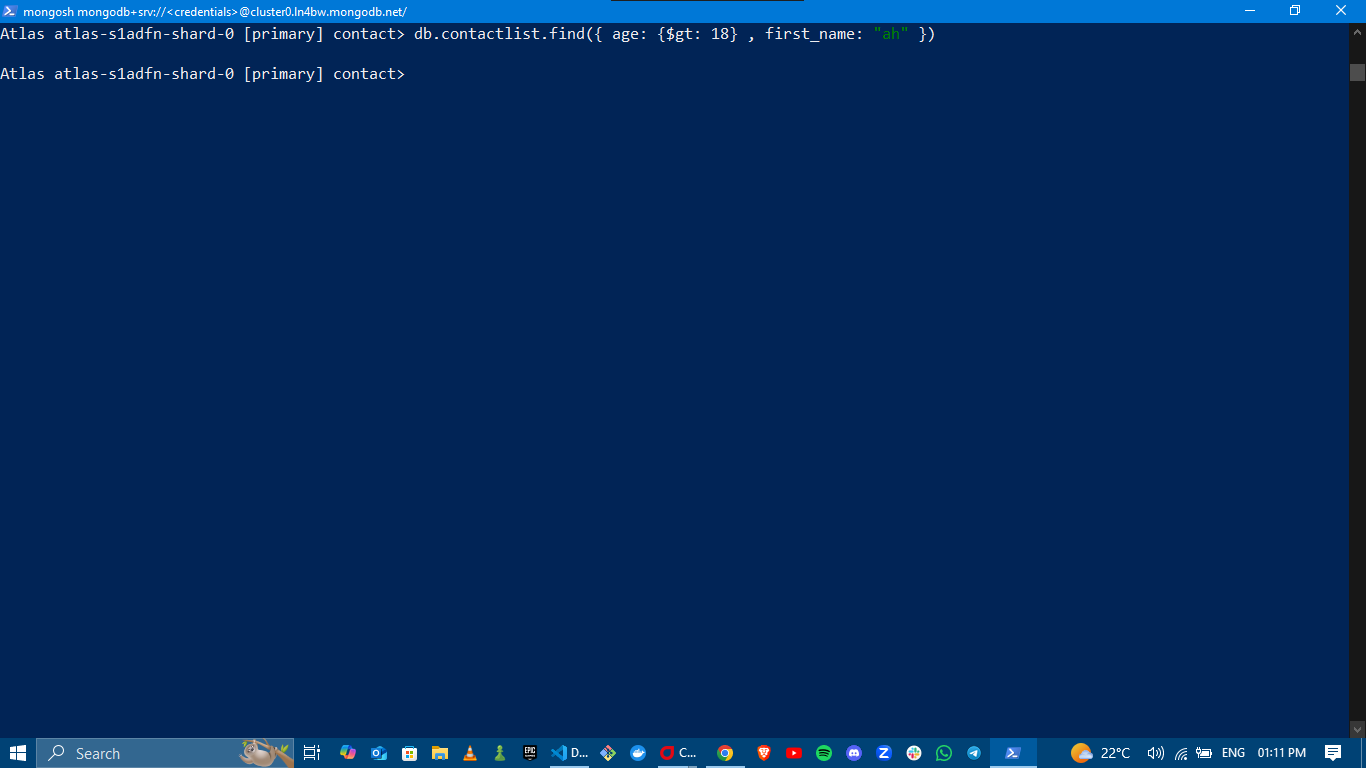 mongosh mongodb+srv://<credentials>@cluster0.ln4bw.mongodb.net/
Atlas atlas-s1adfn-shard-0 [primary] contact> db.contactlist.find({ age: {$gt: 18} , first_name: "ah" })
Atlas atlas-s1adfn-shard-0 [primary] contact>
Search
EPIC
D...
C...
22°C
ENG
01:11 PM